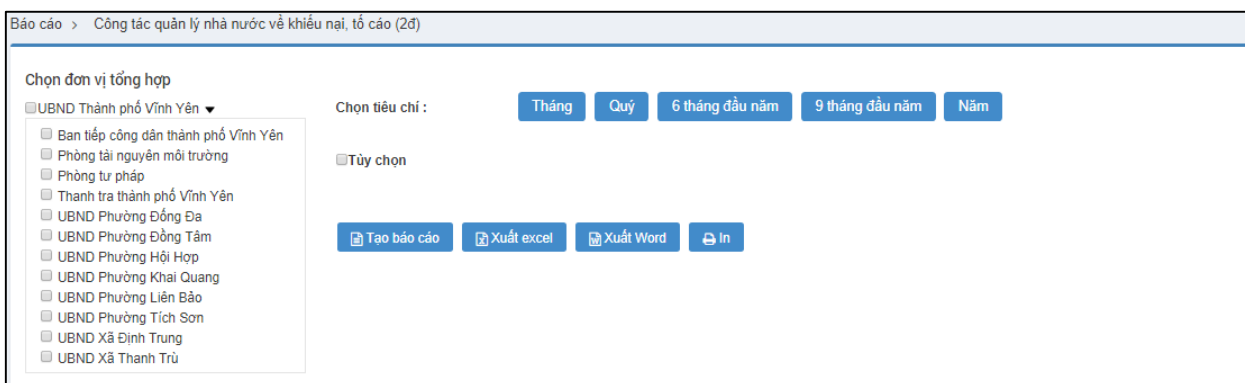 Báo cáo > Công tác quản lý nhà nước về khiếu nại, tố cáo (2đ)
Chọn đơn vị tổng hợp
UBND Thành phố Vĩnh Yên
Ban tiếp công dân thành phố Vĩnh Yên
Phòng tài nguyên môi trường
Phòng tư pháp
Thanh tra thành phố Vĩnh Yên
UBND Phường Đống Đa
UBND Phường Đồng Tâm
UBND Phường Hội Hợp
UBND Phường Khai Quang
UBND Phường Liên Bảo
UBND Phường Tích Sơn
UBND Xã Định Trung
UBND Xã Thanh Trù
Chọn tiêu chí : Tháng Quý 6 tháng đầu năm 9 tháng đầu năm Năm
Tùy chọn
Tạo báo cáo Xuất excel Xuất Word In